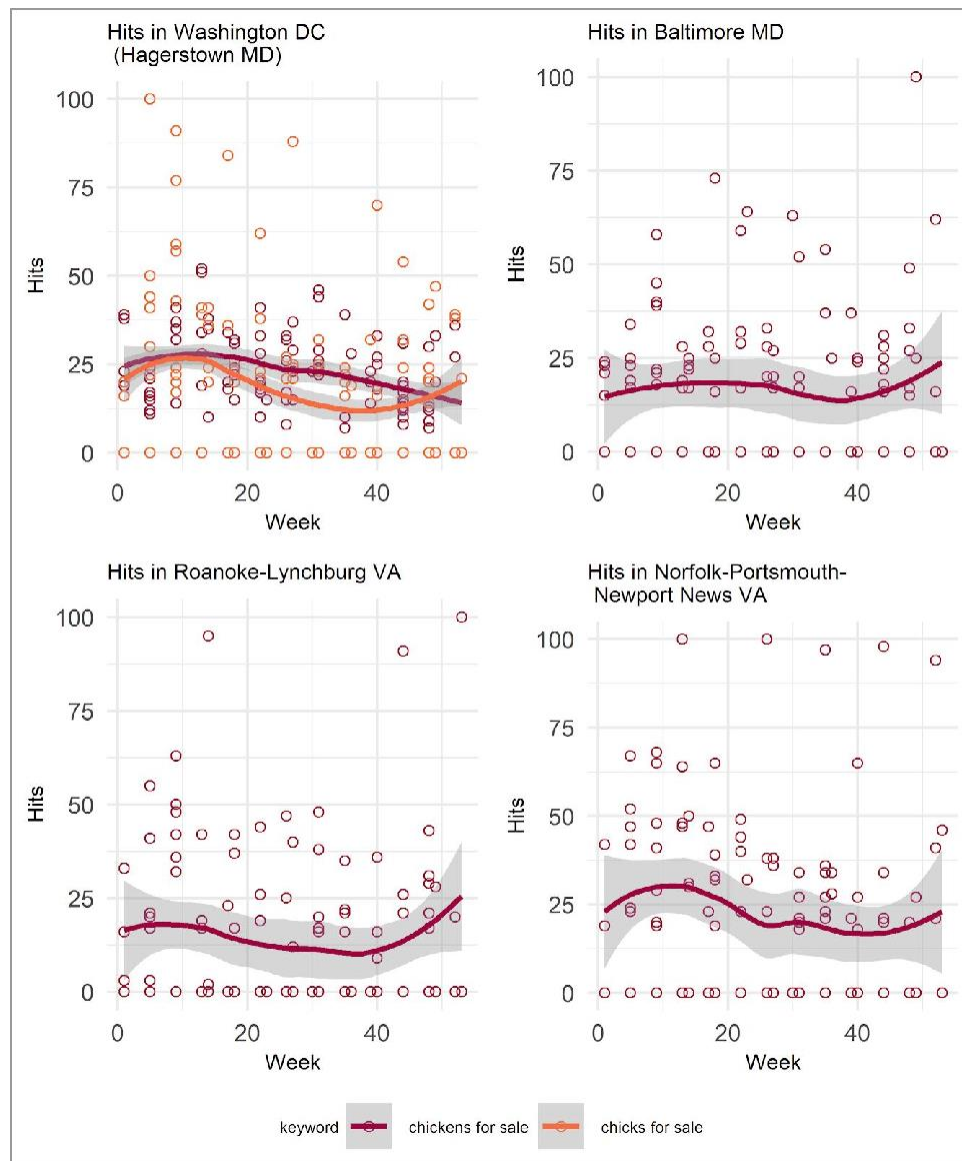 Hits in Washington DC
(Hagerstown MD)
100
75
50
25
0
Hits
0 20 40
Week
Hits in Baltimore MD
100
75
50
25
0
Hits
0 20 40
Week
Hits in Roanoke-Lynchburg VA
100
75
50
25
0
Hits
0 20 40
Week
Hits in Norfolk-Portsmouth-
Newport News VA
100
75
50
25
0
Hits
0 20 40
Week
keyword chickens for sale chicks for sale